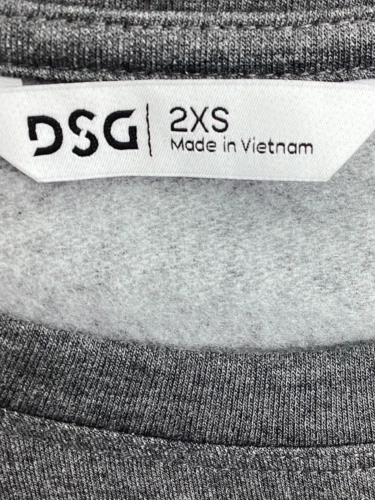 DSG | 2XS
Made in Vietnam